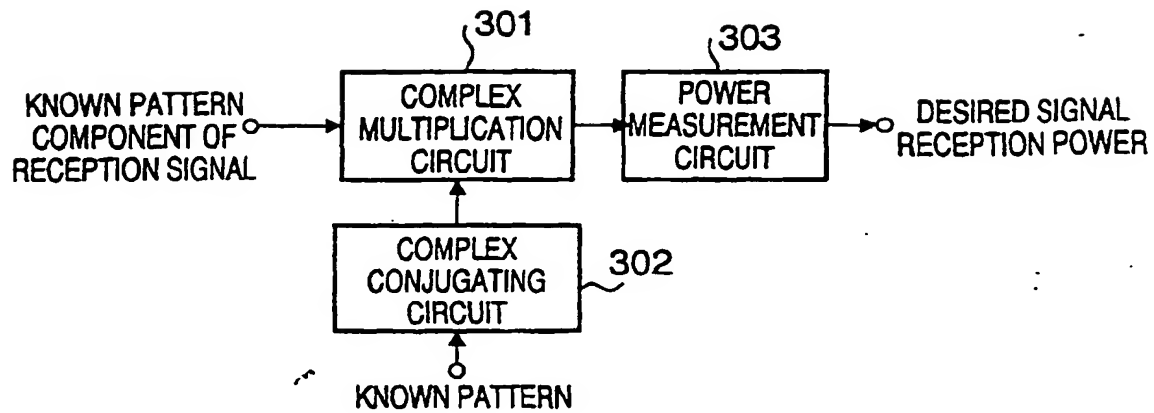 301
303
KNOWN PATTERN
COMPONENT OF
RECEPTION SIGNAL
COMPLEX
MULTIPLICATION
CIRCUIT
POWER
MEASUREMENT
CIRCUIT
DESIRED SIGNAL
RECEPTION POWER
COMPLEX
CONJUGATING
CIRCUIT
302
KNOWN PATTERN